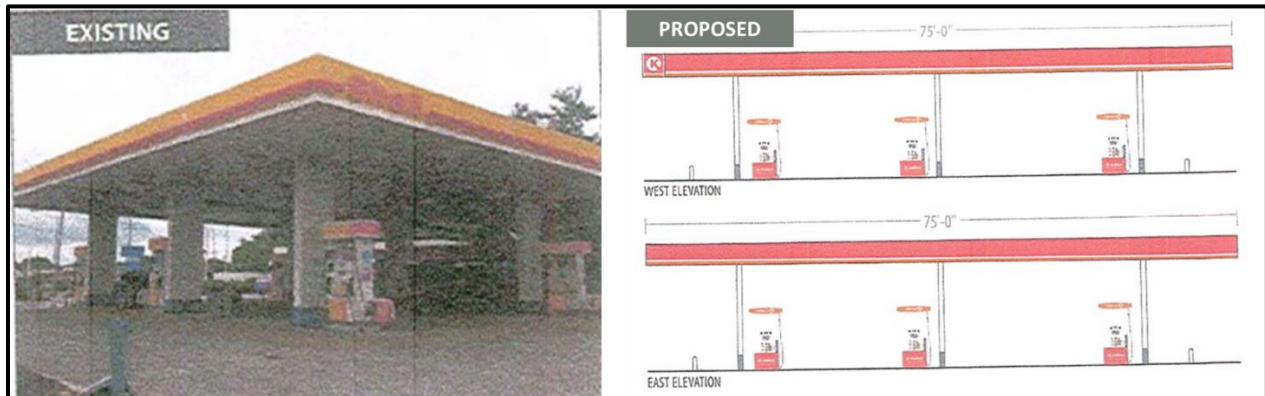 EXISTING
PROPOSED
75'-0"
K
WEST ELEVATION
75'-0"
EAST ELEVATION